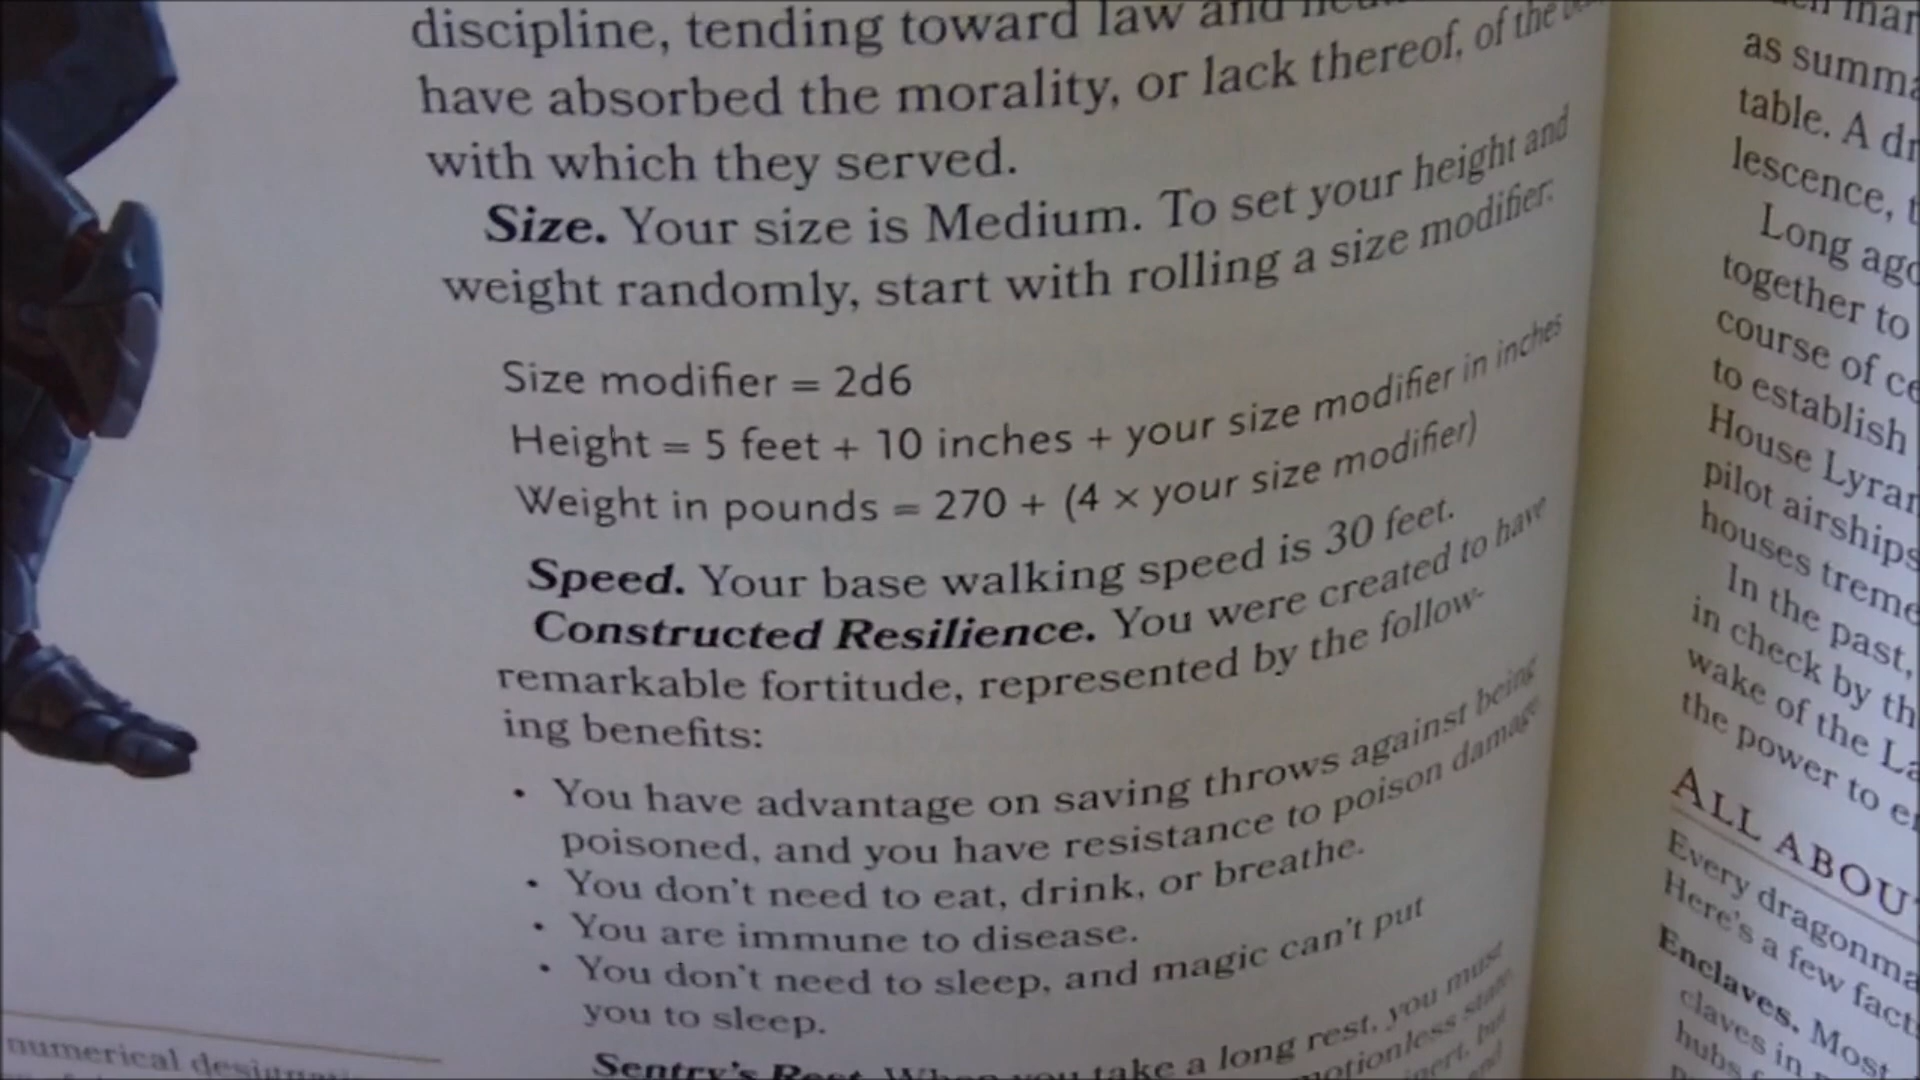 discipline, tending toward law and
have absorbed the morality, or lack thereof, of the
with which they served.
Size. Your size is Medium. To set your height and
weight randomly, start with rolling a size modifier.
Size modifier = 2d6
Height = 5 feet + 10 inches + your size modifier in inches
Weight in pounds = 270 + (4 × your size modifier)
Speed. Your base walking speed is 30 feet.
Constructed Resilience. You were created to have
remarkable fortitude, represented by the follow-
ing benefits:
• You have advantage on saving throws against being
poisoned, and you have resistance to poison damage
• You don't need to eat, drink, or breathe.
• You are immune to disease.
• You don't need to sleep, and magic can't put
you to sleep.
Sentry's Rest. When you take a long rest, you must
motionless state
inert, but
numerical
as summa
table. A dr
lescence, t
Long ago
together to
course of ce
to establish
House Lyran
pilot airships
houses treme
In the past,
in check by th
wake of the La
the power to e
ALL ABOU
Every dragonma
Here's a few fact
Enclaves. Most
claves in
hubs